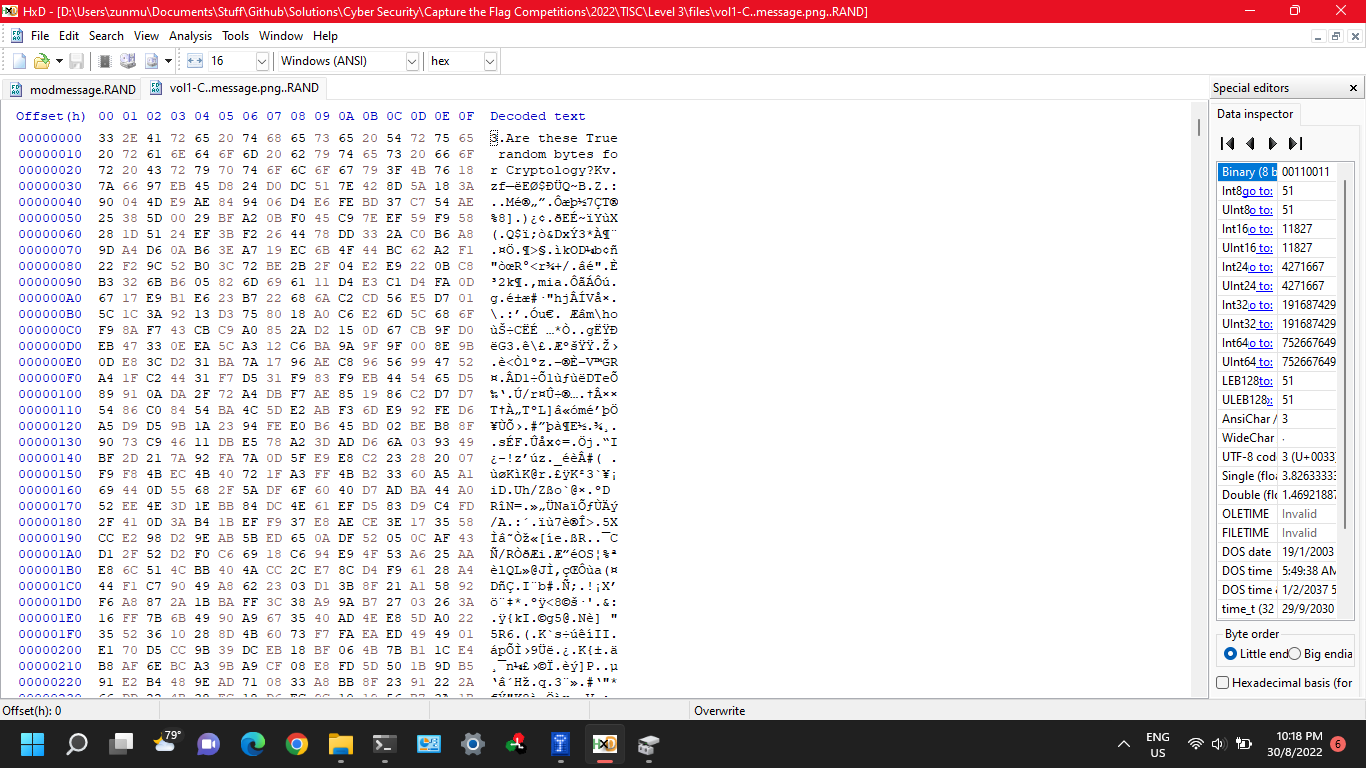 HxD - [D:\Users\zunmu\Documents\Stuff\Github\Solutions\Cyber Security\Capture the Flag Competitions\2022\TISC\Level 3\files\vol1-C..message.png..RAND]
File Edit Search View Analysis Tools Window Help
16 Windows (ANSI) hex
modmessage.RAND vol1-C..message.png..RAND
Special editors
Data inspector
Offset(h) 00 01 02 03 04 05 06 07 08 09 0A 0B 0C 0D 0E 0F Decoded text
00000000 33 2E 41 72 65 20 74 68 65 73 65 20 54 72 75 65 3.Are these True
00000010 20 72 61 6E 64 6F 6D 20 62 79 74 65 73 20 66 6F random bytes fo
00000020 72 20 43 72 79 70 74 6F 6C 6F 67 79 3F 4B 76 18 r Cryptology?Kv.
00000030 7A 66 97 EB 45 D8 24 D0 DC 51 7E 42 8D 5A 18 3A zf—ëEØ$ÐÜQ~B.Z.:
00000040 90 04 4D E9 AE 84 94 06 D4 E6 FE BD 37 C7 54 AE ..Mé®„”.Ôæþ½7ÇT®
00000050 25 38 5D 00 29 BF A2 0B F0 45 C9 7E EF 59 F9 58
00000060 28 1D 51 24 EF 3B F2 26 44 78 DD 33 2A C0 B6 A8 (.Q$ï;ò&DxÝ3*À¶¨
00000070 9D A4 D6 0A B6 3E A7 19 EC 6B 4F 44 BC 62 A2 F1 .¤Ö.¶>§.ìkOD¼b¢ñ
00000080 22 F2 9C 52 B0 3C 72 BE 2B 2F 04 E2 E9 22 0B C8 "òœR°<r¾+/.âé".È
00000090 B3 32 6B B6 05 82 6D 69 61 11 D4 E3 C1 D4 FA 0D ³2k¶.‚mia.ÔãÁÔú.
000000A0 67 17 E9 B1 E6 23 B7 22 68 6A C2 CD 56 E5 D7 01 g.é±æ#·"hjÂÍVå×.
000000B0 5C 1C 3A 92 13 D3 75 80 18 A0 C6 E2 6D 5C 68 6F \.:’.Óu€. Æâm\ho
000000C0 F9 8A F7 43 CB C9 A0 85 2A D2 15 0D 67 CB 9F D0 ùŠ÷CËÉ …*Ò..gËŸÐ
000000D0 EB 47 33 0E EA 5C A3 12 C6 BA 9A 9F 9F 00 8E 9B
000000E0 0D E8 3C D2 31 BA 7A 17 96 AE C8 96 56 99 47 52 .è<Ò1ºz.–®È–V™GR
000000F0 A4 1F C2 44 31 F7 D5 31 F9 83 F9 EB 44 54 65 D5 ¤.ÂD1÷Õ1ùƒùëDTeÕ
00000100 89 91 0A DA 2F 72 A4 DB F7 AE 85 19 86 C2 D7 D7 ‰‘.Ú/r¤Û÷®….†Â××
00000110 54 86 C0 84 54 BA 4C 5D E2 AB F3 6D E9 92 FE D6 T†À„TºL]â«ómé’þÖ
00000120 A5 D9 D5 9B 1A 23 94 FE E0 B6 45 BD 02 BE B8 8F ¥ÙÕ›.#”þà¶E½.¾¸.
00000130 90 73 C9 46 11 DB E5 78 A2 3D AD D6 6A 03 93 49
00000140 BF 2D 21 7A 92 FA 7A 0D 5F E9 E8 C2 23 28 20 07 ¿-!z’úz._éèÂ#( .
00000150 F9 F8 4B EC 4B 40 72 1F A3 FF 4B B2 33 60 A5 A1
00000160 69 44 0D 55 68 2F 5A DF 6F 60 40 D7 AD BA 44 A0
00000170 52 EE 4E 3D 1E BB 84 DC 4E 61 EF D5 83 D9 C4 FD RîN=.»„ÜNaïÕƒÙÄý
00000180 2F 41 0D 3A B4 1B EF F9 37 E8 AE CE 3E 17 35 58
00000190 CC E2 98 D2 9E AB 5B ED 65 0A DF 52 05 0C AF 43 Ìâ˜Òž«[íe.ßR..¯C
000001A0 D1 2F 52 D2 F0 C6 69 18 C6 94 E9 4F 53 A6 25 AA Ñ/RÒðÆi.Æ”éOS¦%ª
000001B0 E8 6C 51 4C BB 40 4A CC 2C E7 8C D4 F9 61 28 A4 èlQL»@JÌ,çŒÔùa(¤
000001C0 44 F1 C7 90 49 A8 62 23 03 D1 3B 8F 21 A1 58 92 DñÇ.I¨b#.Ñ;.!¡X’
000001D0 F6 A8 87 2A 1B BA FF 3C 38 A9 9A B7 27 03 26 3A ö¨‡*.ºÿ<8©š·'.&:
000001E0 16 FF 7B 6B 49 90 A9 67 35 40 AD 4E E8 5D A0 22
000001F0 35 52 36 10 28 8D 4B 60 73 F7 FA EA ED 49 49 01 5R6.(.K`s÷úêíII.
00000200 E1 70 D5 CC 9B 39 DC EB 18 BF 06 4B 7B B1 1C E4 ápÕÌ›9Üë.¿.K{±.ä
00000210 B8 AF 6E BC A3 9B A9 CF 08 E8 FD 5D 50 1B 9D B5 ¸¯n¼£›©Ï.èý]P..µ
00000220 91 E2 B4 48 9E AD 71 08 33 A8 BB 8F 23 91 22 2A
Binary (8 b 00110011
Int8 go to: 51
UInt8 go to: 51
Int16 go to: 11827
UInt16 to: 11827
Int24 go to: 4271667
UInt24 to: 4271667
Int32 go to: 191687429
UInt32 to: 191687429
Int64 go to: 752667649
UInt64 to: 752667649
LEB128 to: 51
ULEB128 : 51
AnsiChar / 3
WideChar .
UTF-8 cod 3 (U+0033)
Single (floa 3.82633333
Double (flo 1.46921887
OLETIME Invalid
FILETIME Invalid
DOS date 19/1/2003
DOS time 5:49:38 AM
DOS time 1/2/2037 5
time_t (32 29/9/2030
Byte order
Little end Big endia
Hexadecimal basis (for
Offset(h): 0 Overwrite
79°
ENG
US
10:18 PM
30/8/2022
6